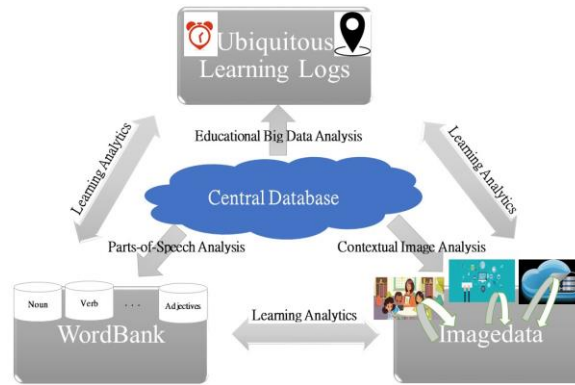 Ubiquitous
Learning Logs
Learning Analytics
Educational Big Data Analysis
Learning Analytics
Central Database
Parts-of-Speech Analysis
Contextual Image Analysis
Noun
Verb
. . .
Adjectives
WordBank
Learning Analytics
Imagedata